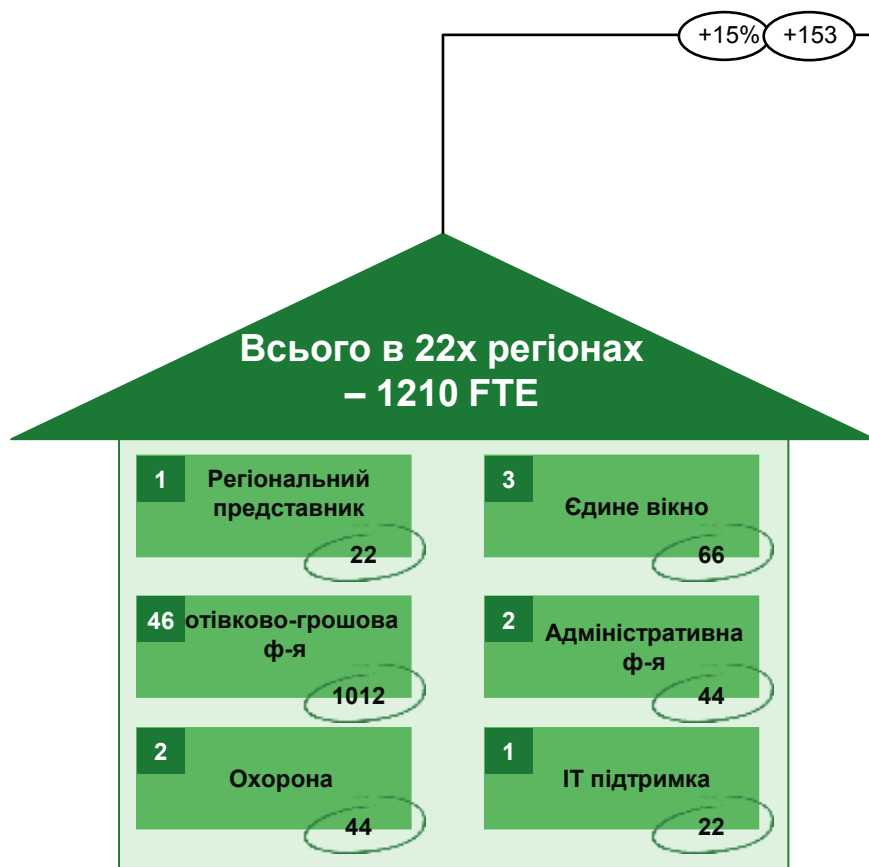 +15% +153
Всього в 22х регіонах
– 1210 FTE
1 Регіональний
представник
22
3
Єдине вікно
66
46 отівково-грошова
ф-я
1012
2
Адміністративна
ф-я
44
2
Охорона
44
1
ІТ підтримка
22